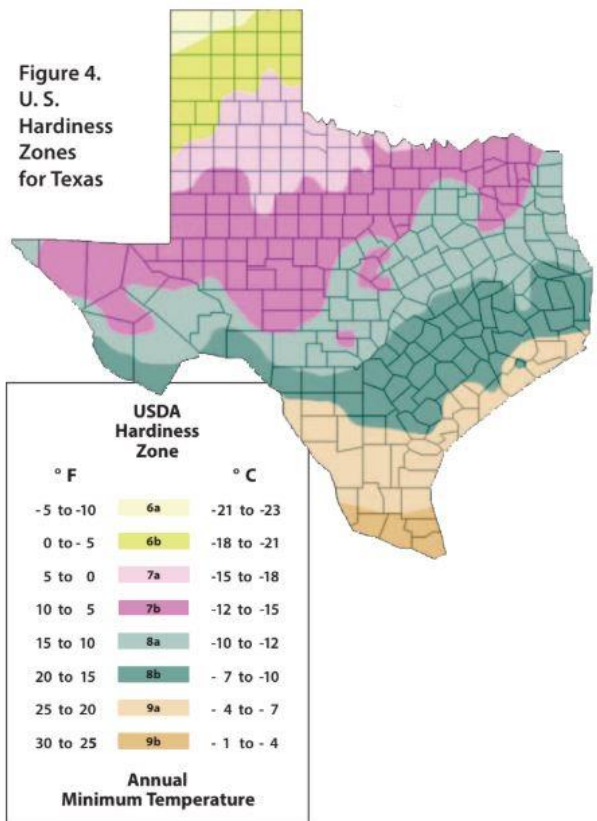 Figure 4.
U. S.
Hardiness
Zones
for Texas
USDA
Hardiness
Zone
° F ° C
- 5 to -10 6a -21 to -23
0 to - 5 6b -18 to -21
5 to 0 7a -15 to -18
10 to 5 7b -12 to -15
15 to 10 8a -10 to -12
20 to 15 8b - 7 to -10
25 to 20 9a - 4 to - 7
30 to 25 9b - 1 to - 4
Annual
Minimum Temperature